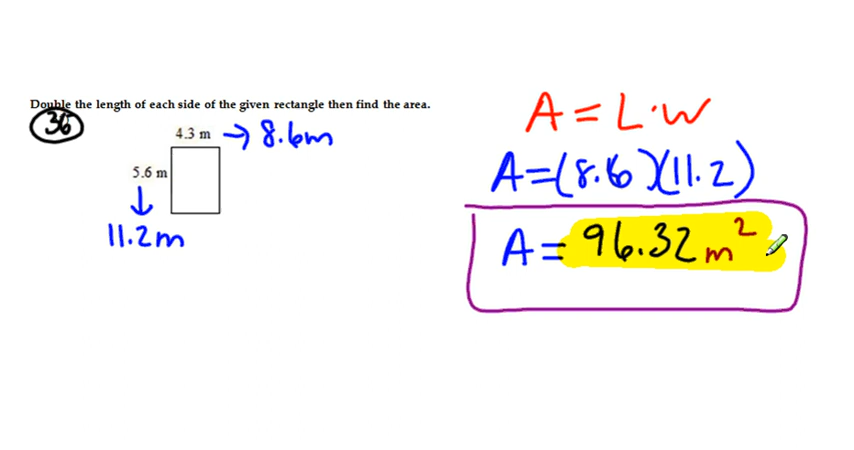 Double the length of each side of the given rectangle then find the area.
36
4.3 m → 8.6m
5.6 m
↓
11.2m
A = L·W
A=(8.6)(11.2)
A = 96.32 m²